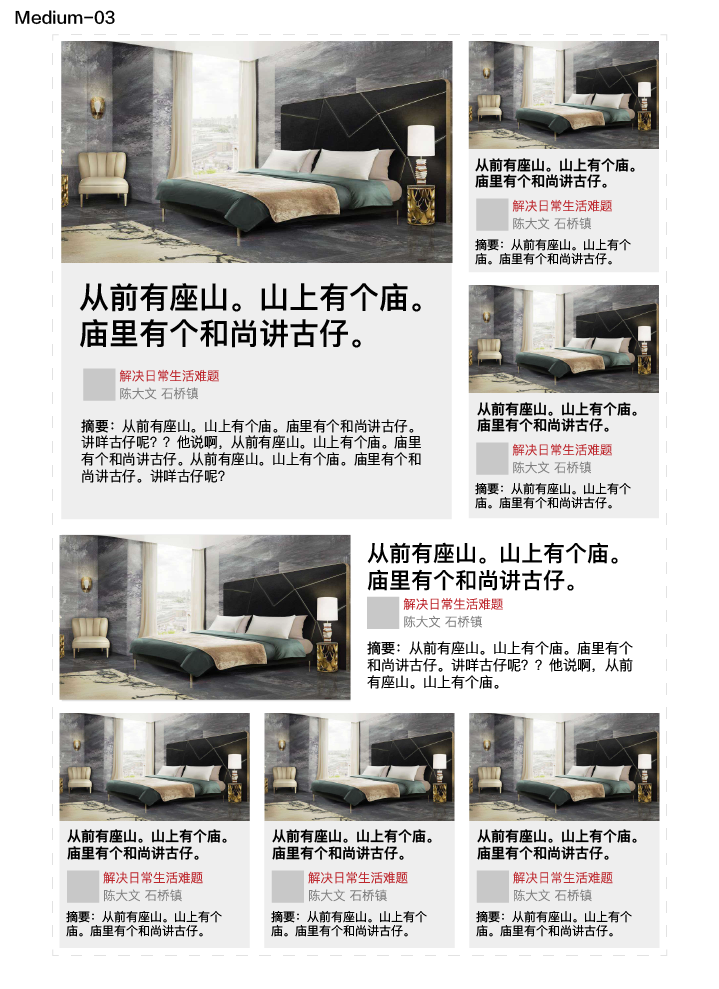 Medium-03
从前有座山。山上有个庙。
庙里有个和尚讲古仔。
解决日常生活难题
陈大文 石桥镇
摘要：从前有座山。山上有个庙。庙里有个和尚讲古仔。
讲咩古仔呢？？他说啊，从前有座山。山上有个庙。庙里
有个和尚讲古仔。从前有座山。山上有个庙。庙里有个和
尚讲古仔。讲咩古仔呢？
从前有座山。山上有个庙。
庙里有个和尚讲古仔。
解决日常生活难题
陈大文 石桥镇
摘要：从前有座山。山上有个
庙。庙里有个和尚讲古仔。
从前有座山。山上有个庙。
庙里有个和尚讲古仔。
解决日常生活难题
陈大文 石桥镇
摘要：从前有座山。山上有个
庙。庙里有个和尚讲古仔。
从前有座山。山上有个庙。
庙里有个和尚讲古仔。
解决日常生活难题
陈大文 石桥镇
摘要：从前有座山。山上有个庙。庙里有个
和尚讲古仔。讲咩古仔呢？？他说啊，从前
有座山。山上有个庙。
从前有座山。山上有个庙。
庙里有个和尚讲古仔。
解决日常生活难题
陈大文 石桥镇
摘要：从前有座山。山上有个
庙。庙里有个和尚讲古仔。
从前有座山。山上有个庙。
庙里有个和尚讲古仔。
解决日常生活难题
陈大文 石桥镇
摘要：从前有座山。山上有个
庙。庙里有个和尚讲古仔。
从前有座山。山上有个庙。
庙里有个和尚讲古仔。
解决日常生活难题
陈大文 石桥镇
摘要：从前有座山。山上有个
庙。庙里有个和尚讲古仔。